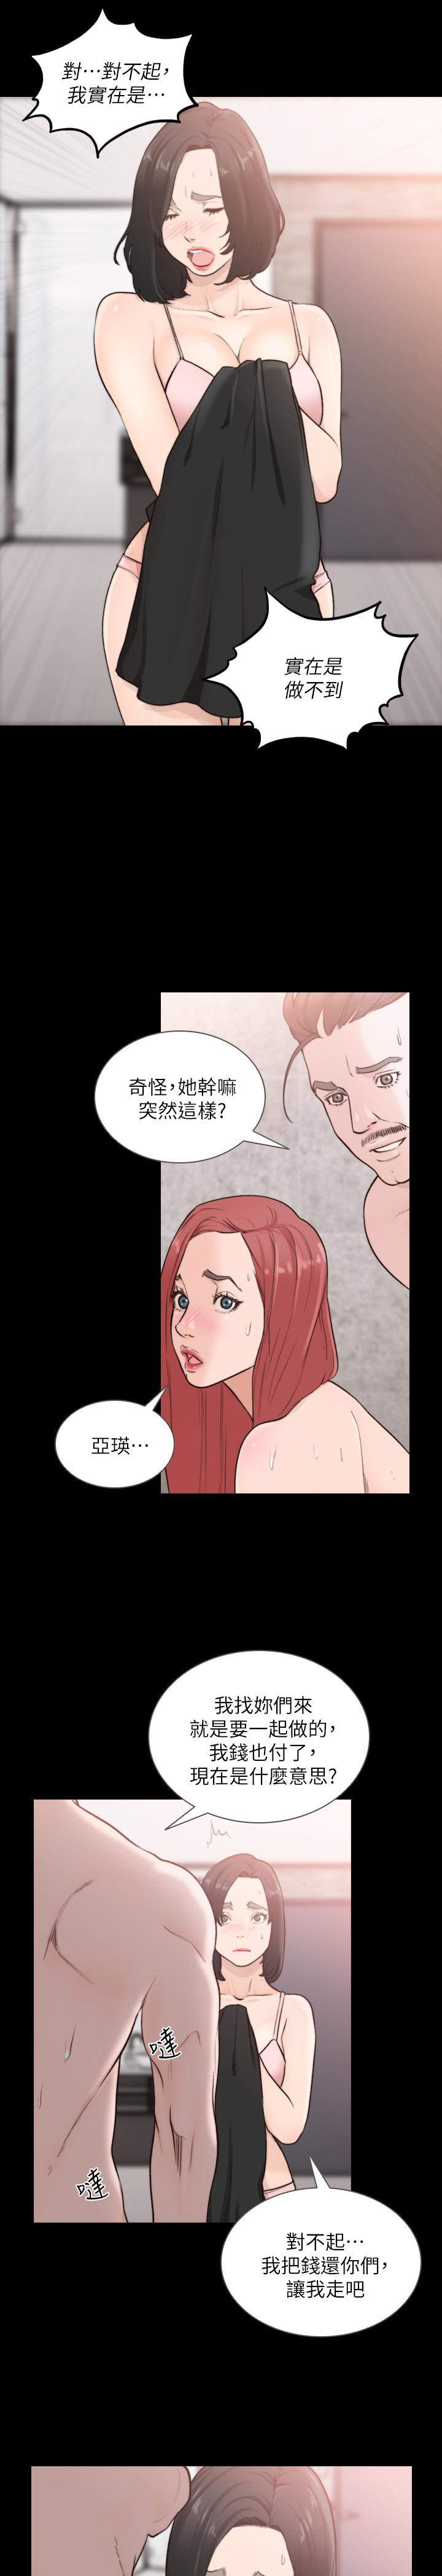 對⋯對不起，
我實在是⋯
實在是
做不到
奇怪，她幹嘛
突然這樣？
亞瑛⋯
我找妳們來
就是要一起做的，
我錢也付了，
現在是什麼意思？
噠
噠
對不起⋯
我把錢還你們，
讓我走吧